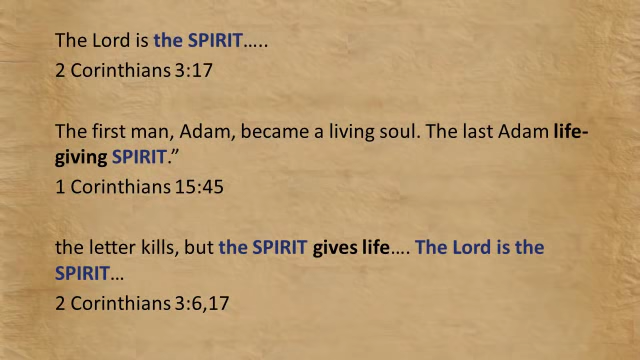 The Lord is the SPIRIT…..
2 Corinthians 3:17
The first man, Adam, became a living soul. The last Adam life-
giving SPIRIT.”
1 Corinthians 15:45
the letter kills, but the SPIRIT gives life…. The Lord is the
SPIRIT…
2 Corinthians 3:6,17